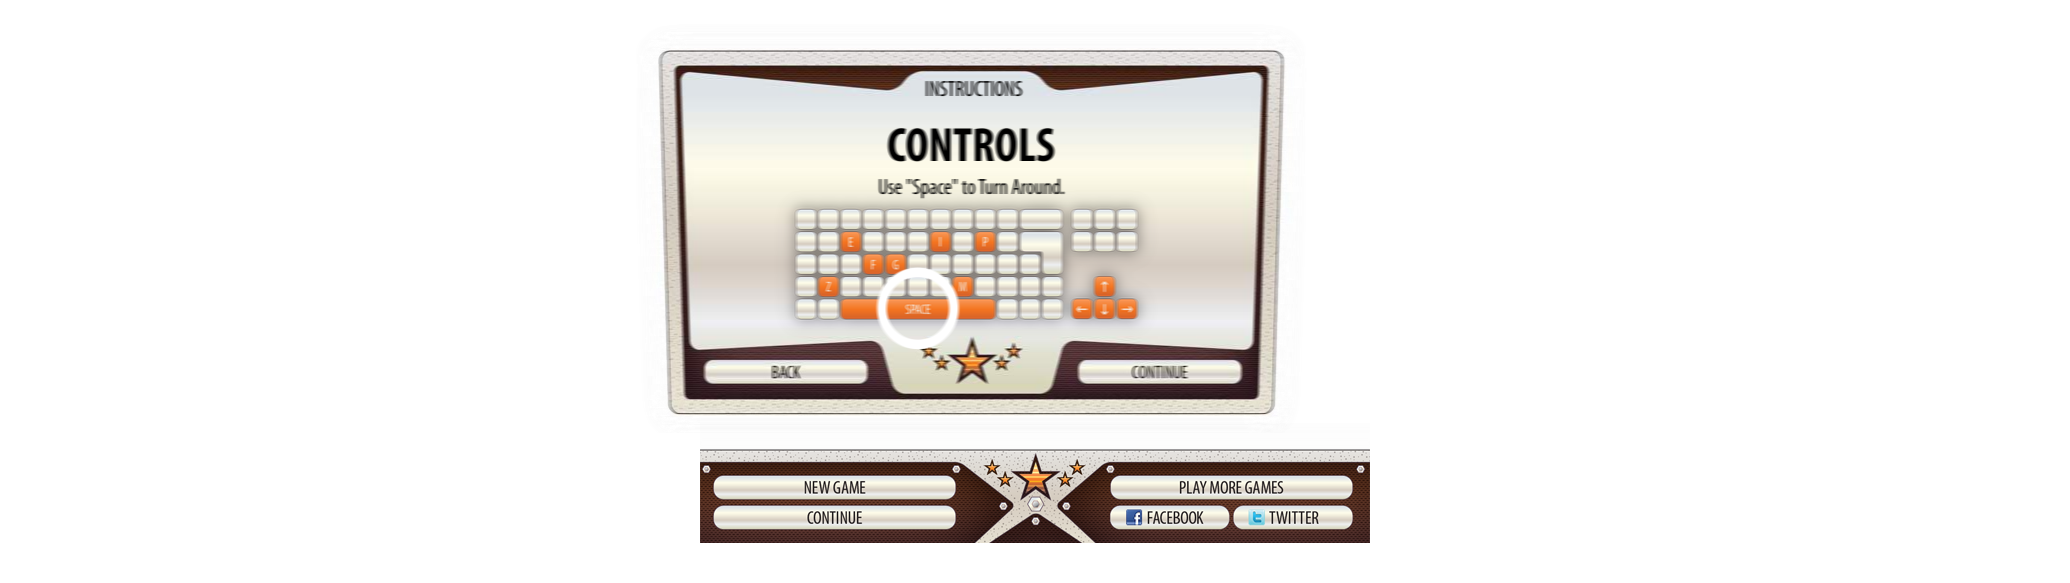 INSTRUCTIONS
CONTROLS
Use "Space" to Turn Around.
E I P
F G
Z M
SPACE
↑
← ↓ →
BACK CONTINUE
NEW GAME PLAY MORE GAMES
CONTINUE FACEBOOK TWITTER